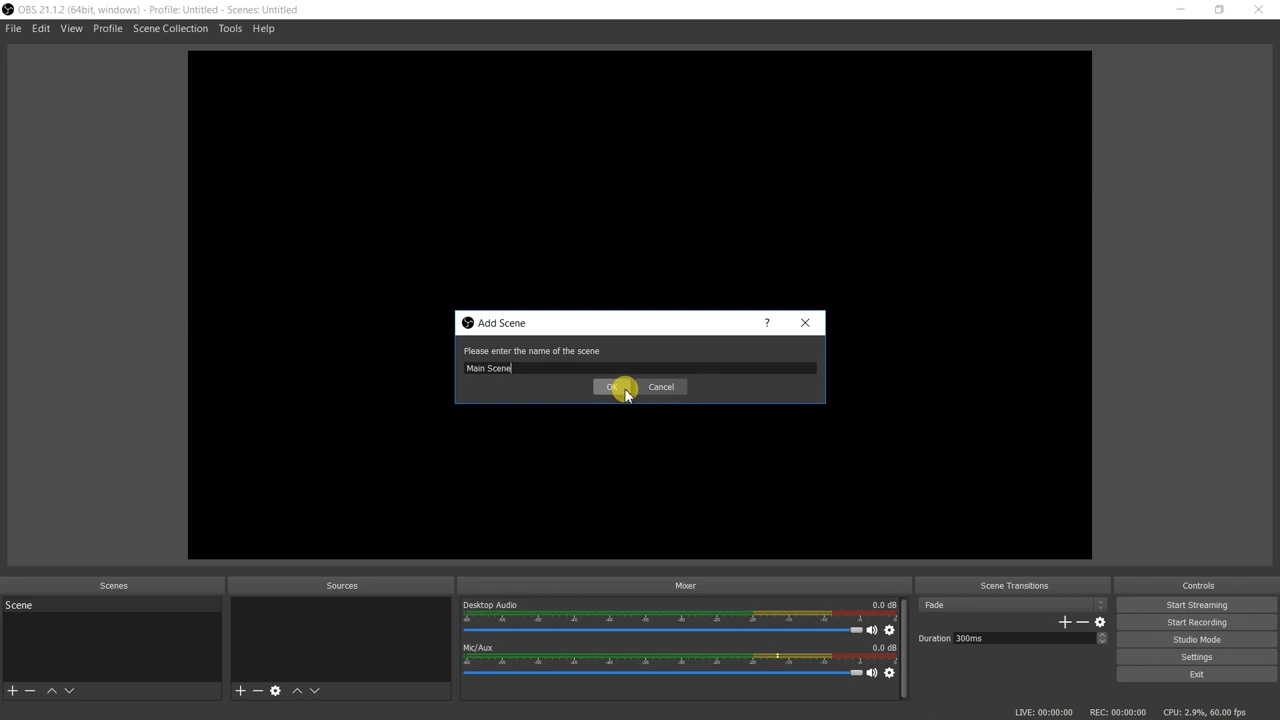 OBS 21.1.2 (64bit, windows) - Profile: Untitled - Scenes: Untitled
File Edit View Profile Scene Collection Tools Help
Add Scene ?
Please enter the name of the scene
Main Scene
OK Cancel
Scenes Sources Mixer Scene Transitions Controls
Scene
Desktop Audio 0.0 dB
Mic/Aux 0.0 dB
Fade
Duration 300ms
Start Streaming
Start Recording
Studio Mode
Settings
Exit
LIVE: 00:00:00 REC: 00:00:00 CPU: 2.9%, 60.00 fps